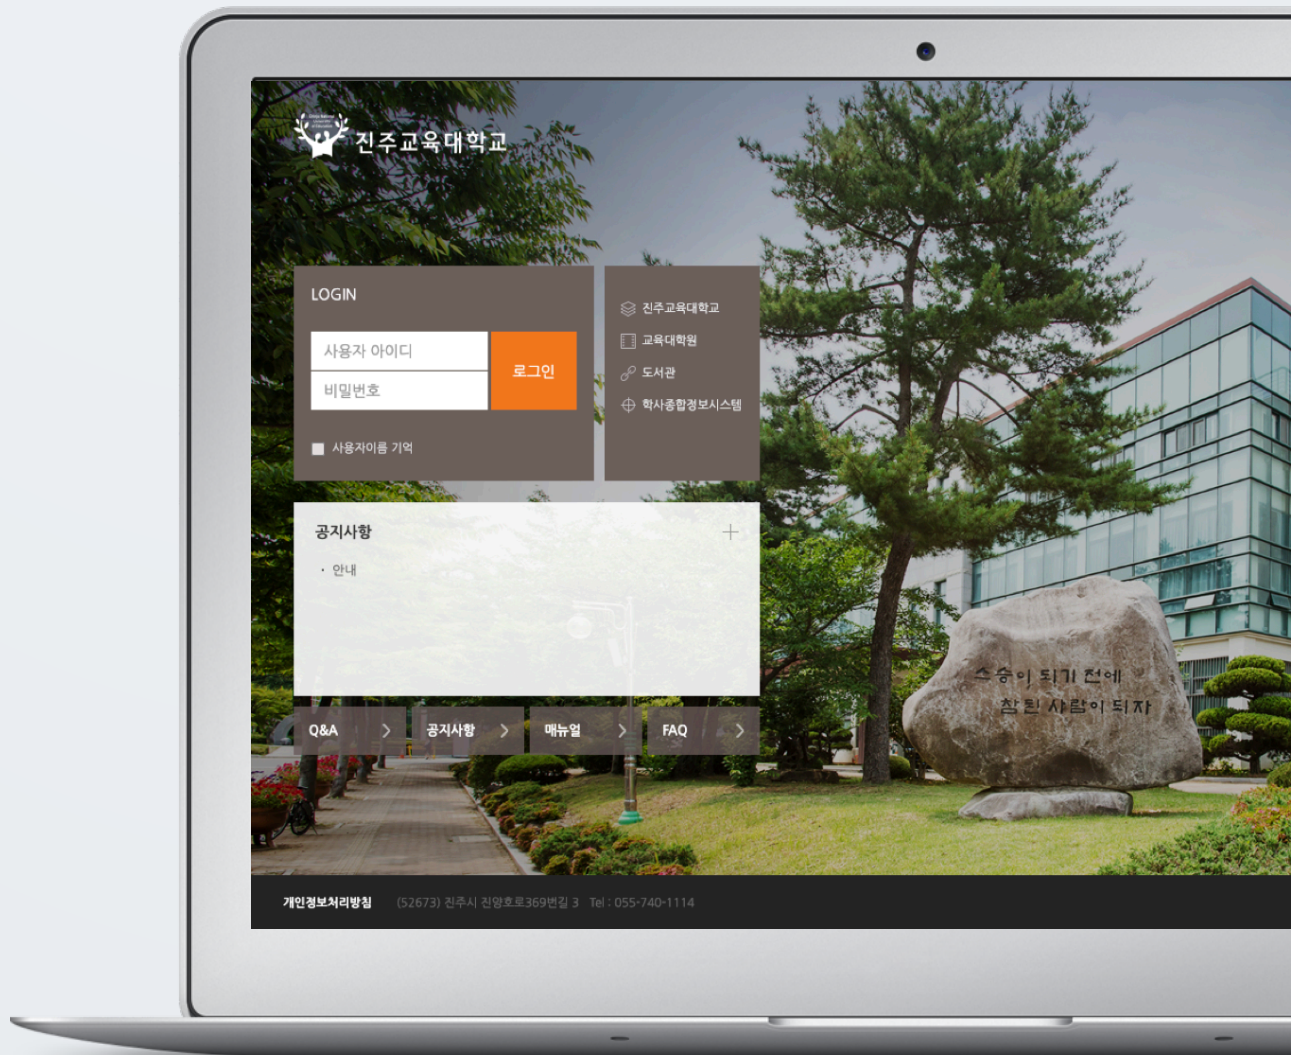 진주교육대학교
LOGIN
사용자 아이디
비밀번호
로그인
사용자이름 기억
진주교육대학교
교육대학원
도서관
학사종합정보시스템
공지사항
· 안내
Q&A
공지사항
매뉴얼
FAQ
스승이 되기 전에
참된 사람이 되자
개인정보처리방침 (52673) 진주시 진양호로369번길 3 Tel : 055-740-1114